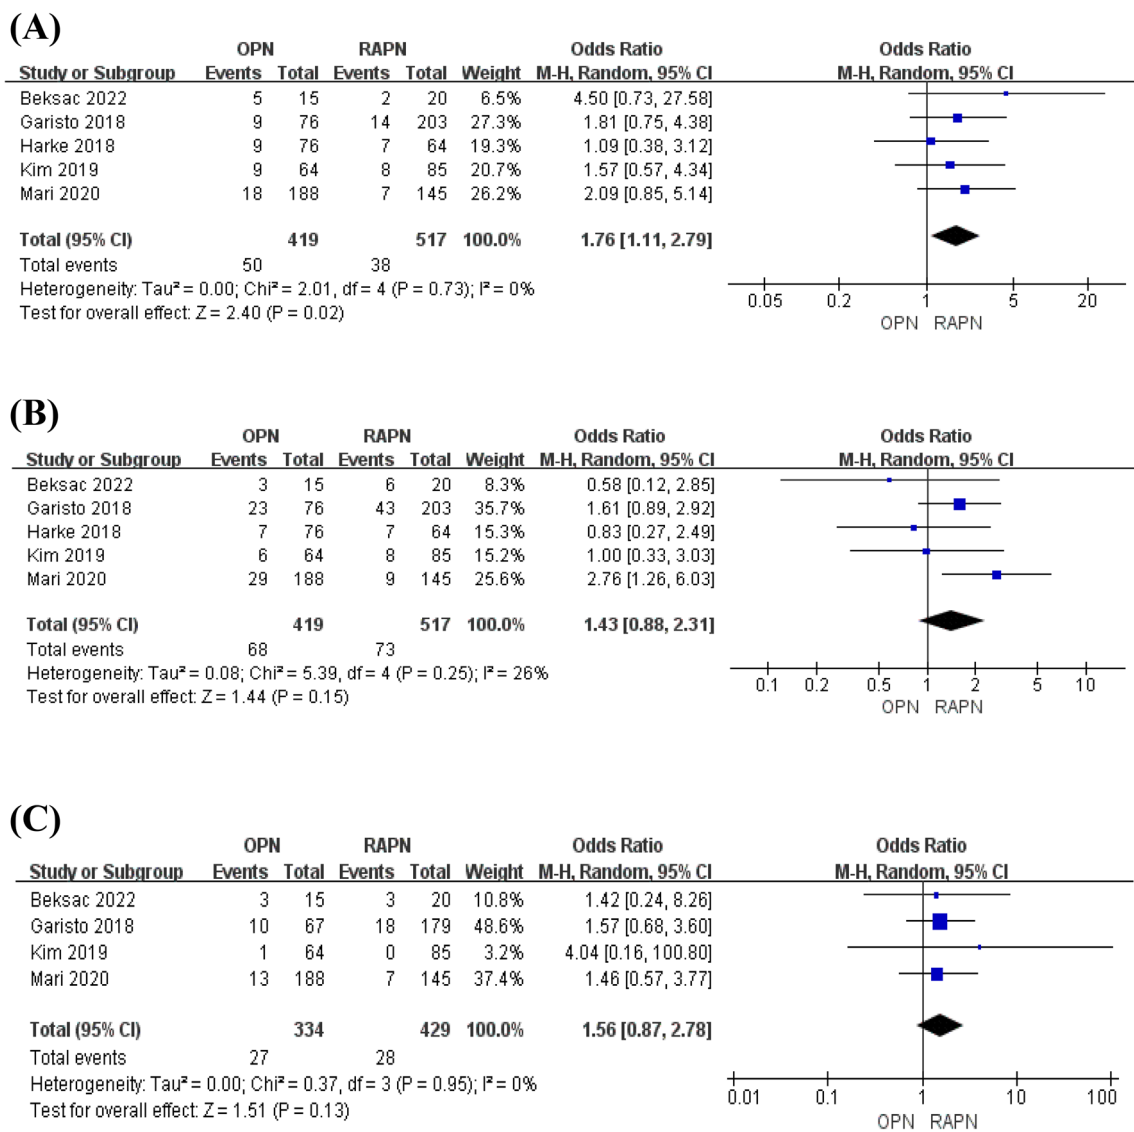 (A)
OPN RAPN Odds Ratio Odds Ratio
Study or Subgroup Events Total Events Total Weight M-H, Random, 95% CI M-H, Random, 95% CI
Beksac 2022 5 15 2 20 6.5% 4.50 [0.73, 27.58]
Garisto 2018 9 76 14 203 27.3% 1.81 [0.75, 4.38]
Harke 2018 9 76 7 64 19.3% 1.09 [0.38, 3.12]
Kim 2019 9 64 8 85 20.7% 1.57 [0.57, 4.34]
Mari 2020 18 188 7 145 26.2% 2.09 [0.85, 5.14]
Total (95% CI) 419 517 100.0% 1.76 [1.11, 2.79]
Total events 50 38
Heterogeneity: Tau² = 0.00; Chi² = 2.01, df = 4 (P = 0.73); I² = 0%
Test for overall effect: Z = 2.40 (P = 0.02)
0.05 0.2 1 5 20
OPN RAPN
(B)
OPN RAPN Odds Ratio Odds Ratio
Study or Subgroup Events Total Events Total Weight M-H, Random, 95% CI M-H, Random, 95% CI
Beksac 2022 3 15 6 20 8.3% 0.58 [0.12, 2.85]
Garisto 2018 23 76 43 203 35.7% 1.61 [0.89, 2.92]
Harke 2018 7 76 7 64 15.3% 0.83 [0.27, 2.49]
Kim 2019 6 64 8 85 15.2% 1.00 [0.33, 3.03]
Mari 2020 29 188 9 145 25.6% 2.76 [1.26, 6.03]
Total (95% CI) 419 517 100.0% 1.43 [0.88, 2.31]
Total events 68 73
Heterogeneity: Tau² = 0.08; Chi² = 5.39, df = 4 (P = 0.25); I² = 26%
Test for overall effect: Z = 1.44 (P = 0.15)
0.1 0.2 0.5 1 2 5 10
OPN RAPN
(C)
OPN RAPN Odds Ratio Odds Ratio
Study or Subgroup Events Total Events Total Weight M-H, Random, 95% CI M-H, Random, 95% CI
Beksac 2022 3 15 3 20 10.8% 1.42 [0.24, 8.26]
Garisto 2018 10 67 18 179 48.6% 1.57 [0.68, 3.60]
Kim 2019 1 64 0 85 3.2% 4.04 [0.16, 100.80]
Mari 2020 13 188 7 145 37.4% 1.46 [0.57, 3.77]
Total (95% CI) 334 429 100.0% 1.56 [0.87, 2.78]
Total events 27 28
Heterogeneity: Tau² = 0.00; Chi² = 0.37, df = 3 (P = 0.95); I² = 0%
Test for overall effect: Z = 1.51 (P = 0.13)
0.01 0.1 1 10 100
OPN RAPN